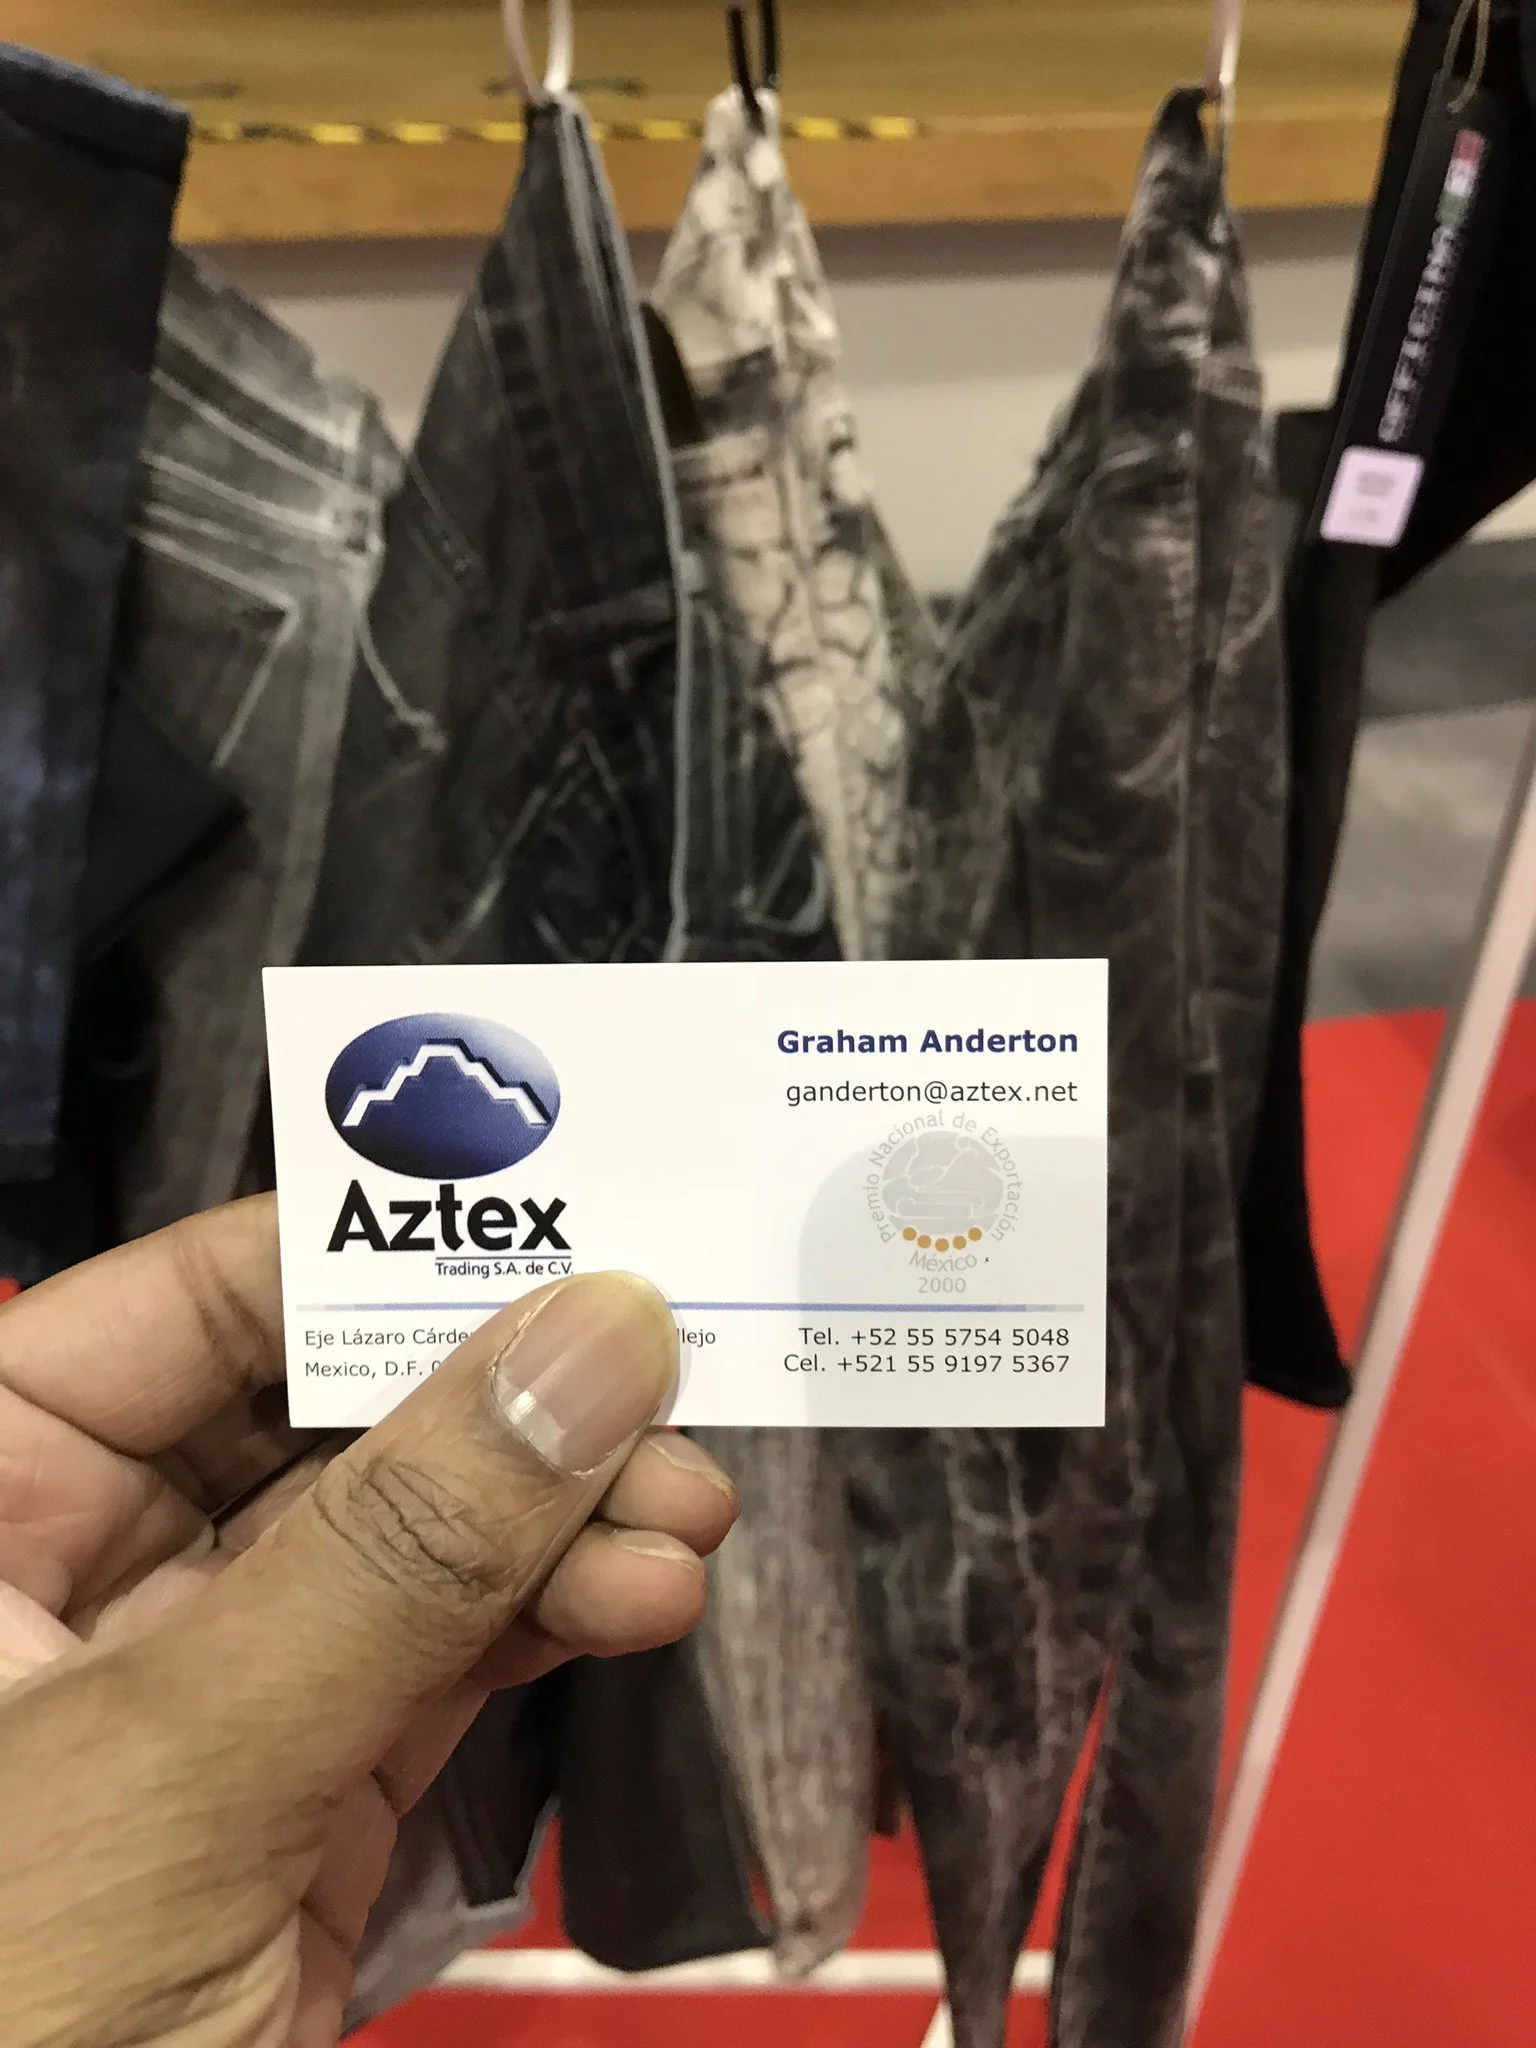 Graham Anderton
ganderton@aztex.net
Aztex
Trading S.A. de C.V.
Premio Nacional de Exportación
México
2000
Eje Lázaro
Mexico, D.F.
Tel. +52 55 5754 5048
Cel. +521 55 9197 5367